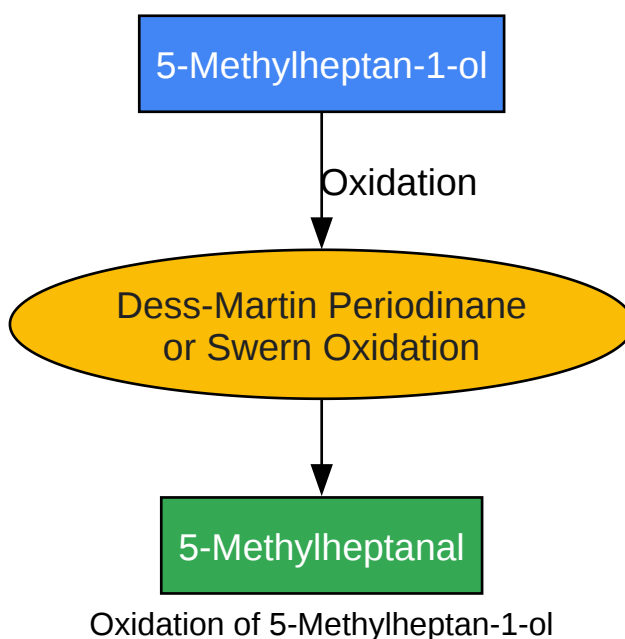 5-Methylheptan-1-ol
Oxidation
Dess-Martin Periodinane
or Swern Oxidation
5-Methylheptanal
Oxidation of 5-Methylheptan-1-ol